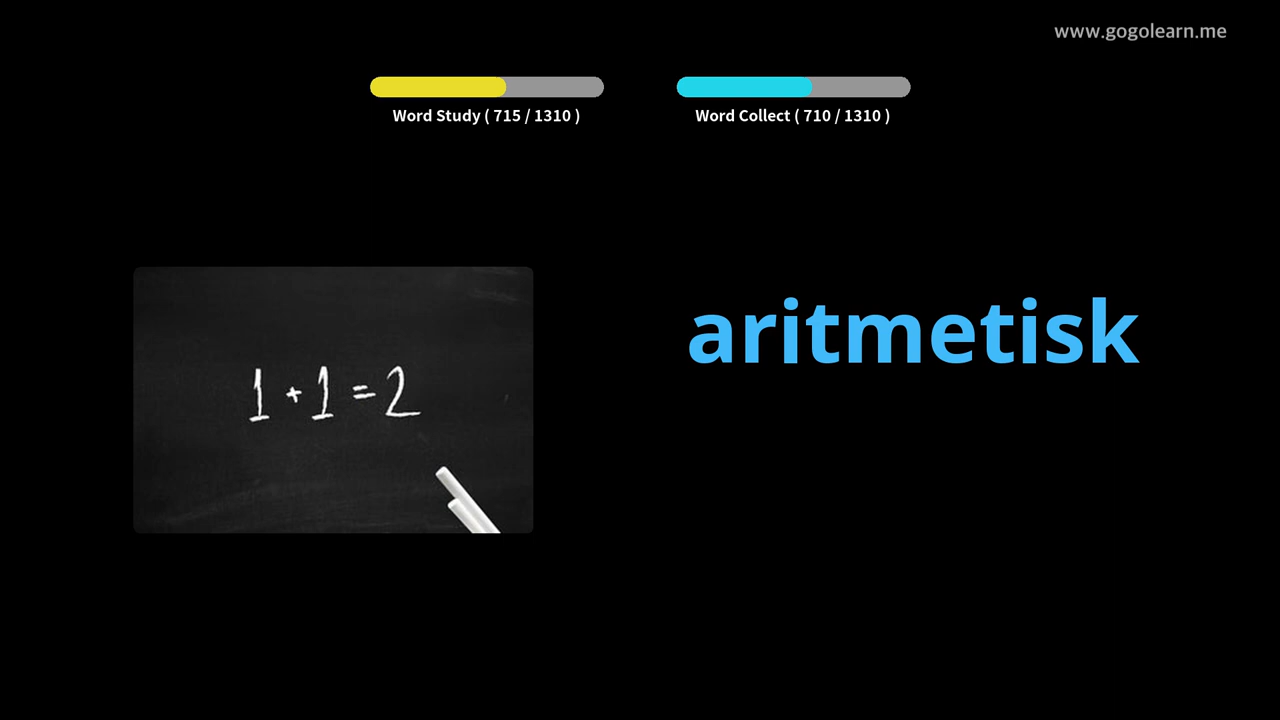 www.gogolearn.me
Word Study ( 715 / 1310 )
Word Collect ( 710 / 1310 )
aritmetisk
1 + 1 = 2